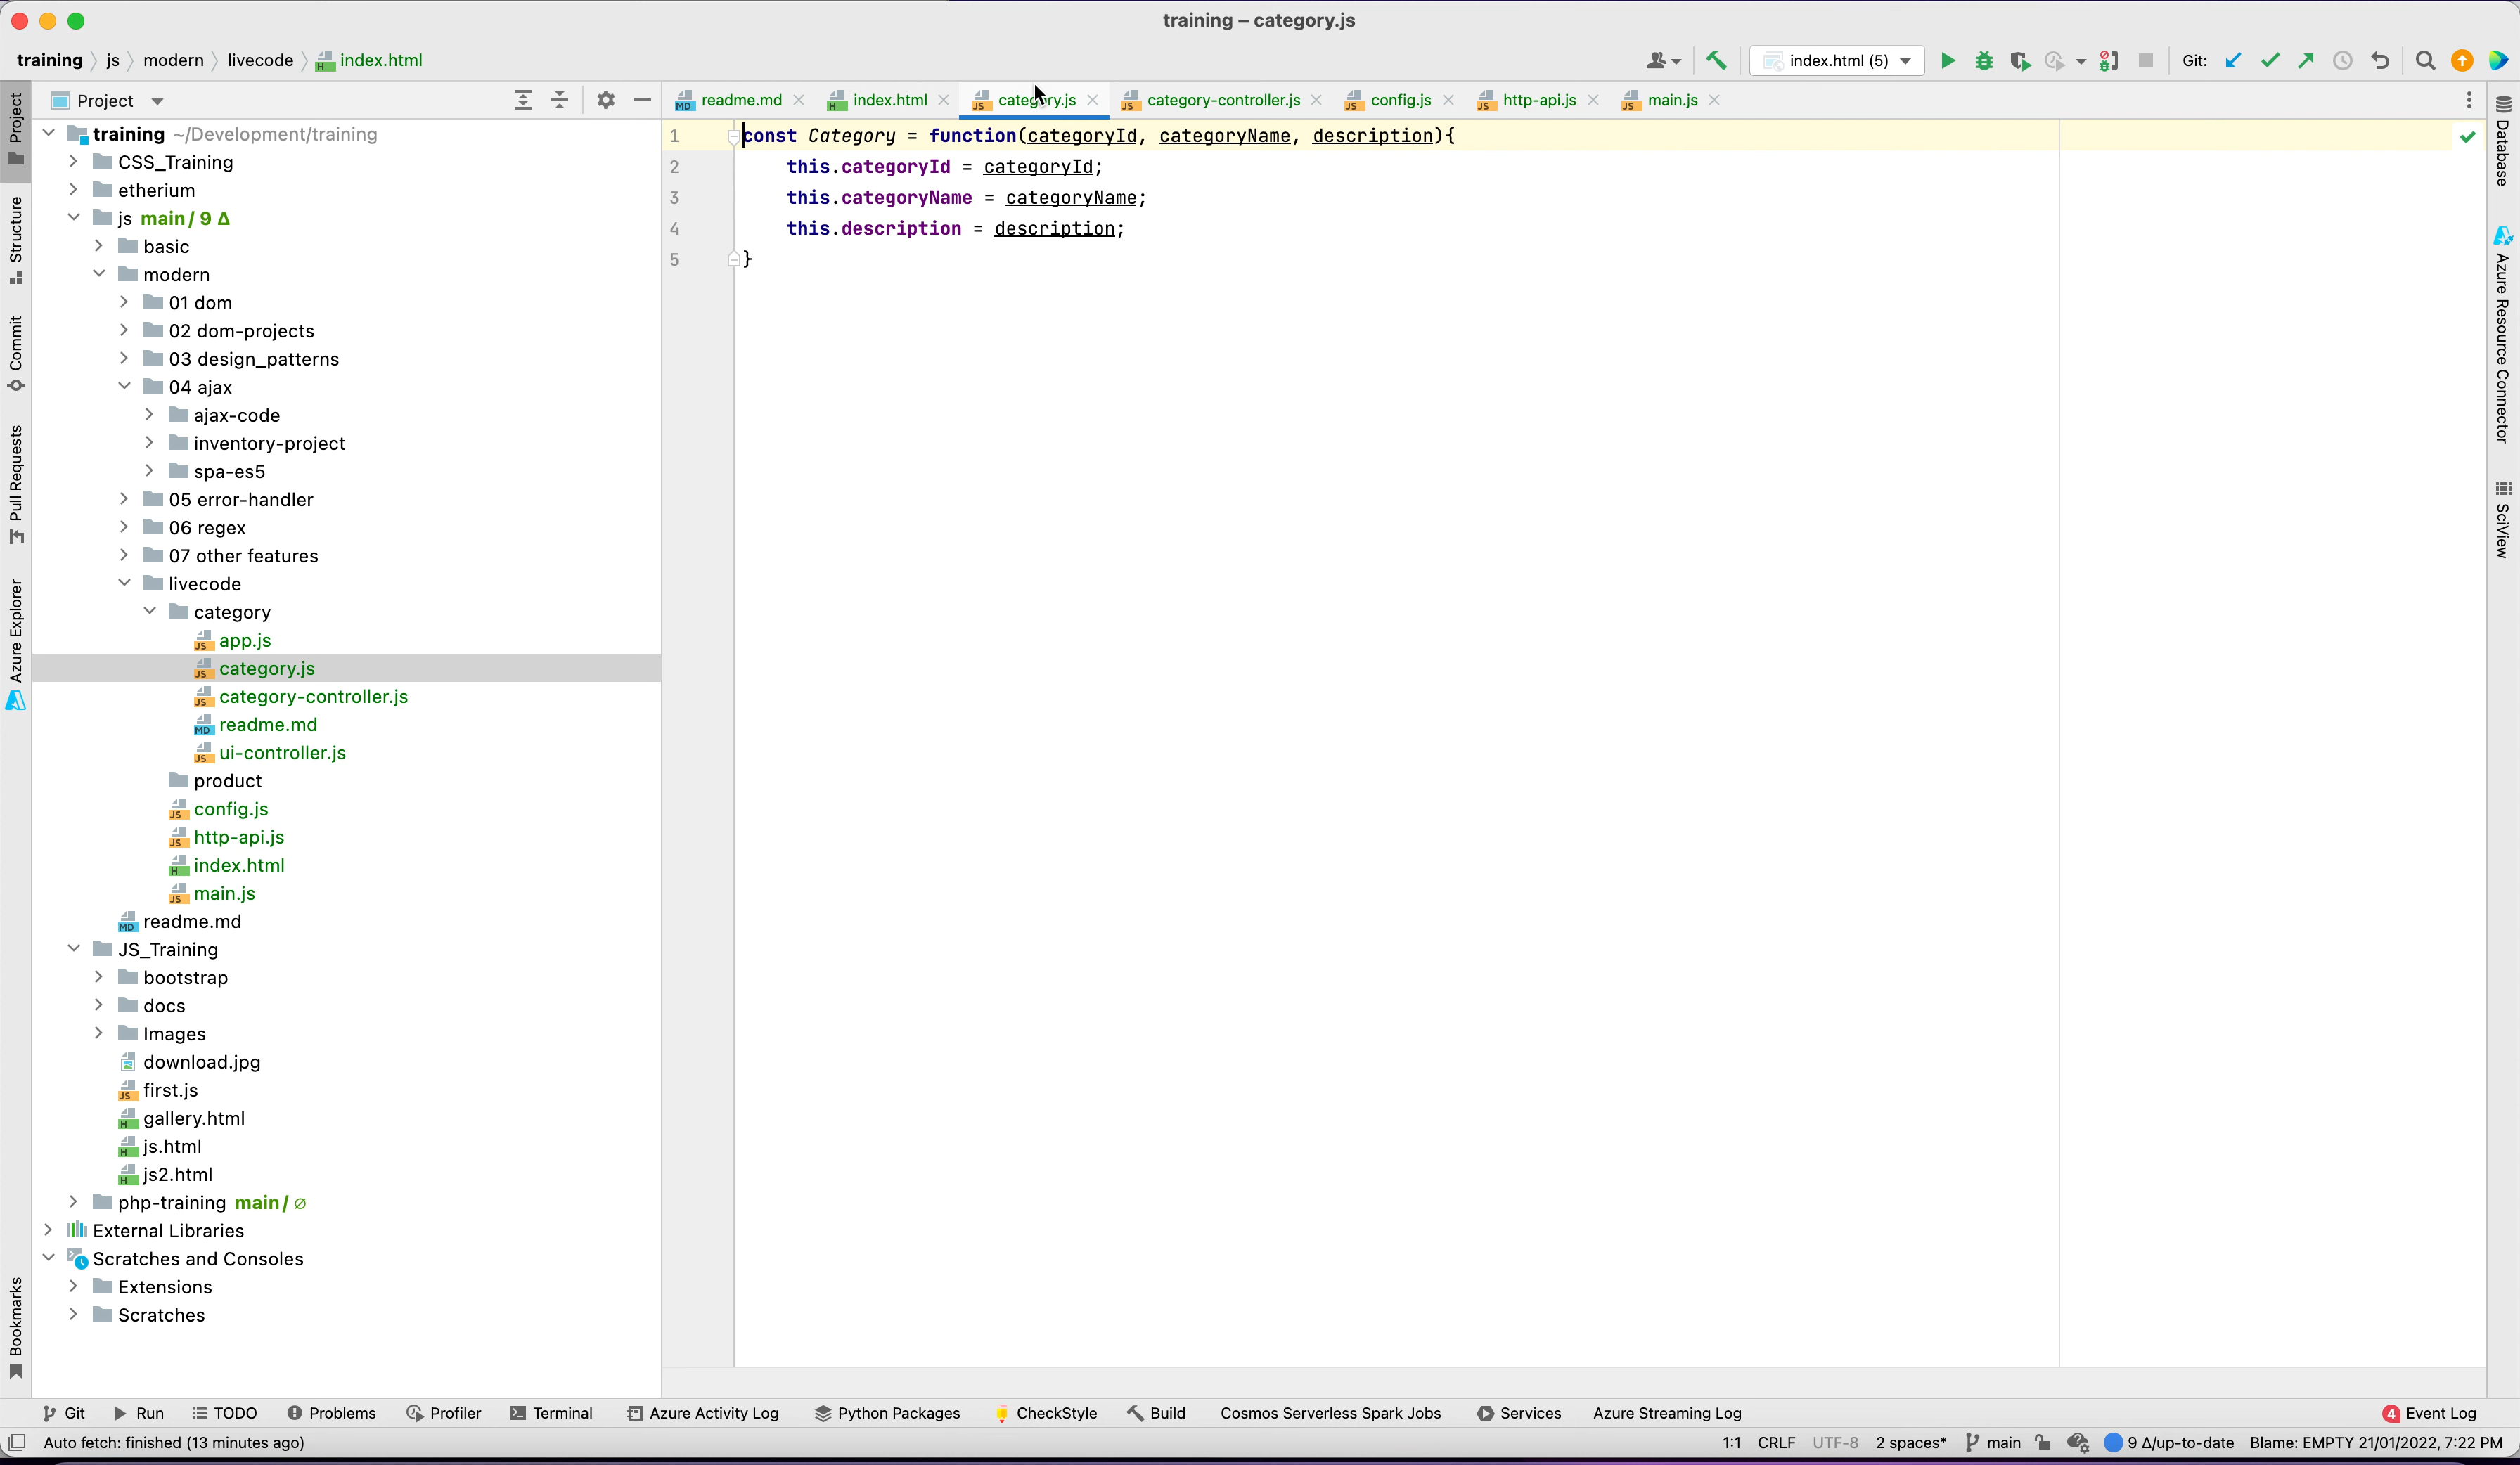 training – category.js
training js modern livecode index.html
index.html (5) Git:
Project
readme.md index.html category.js category-controller.js config.js http-api.js main.js
Project
Structure
Commit
Pull Requests
Azure Explorer
Bookmarks
training ~/Development/training
CSS_Training
etherium
js main / 9 Δ
basic
modern
01 dom
02 dom-projects
03 design_patterns
04 ajax
ajax-code
inventory-project
spa-es5
05 error-handler
06 regex
07 other features
livecode
category
app.js
category.js
category-controller.js
readme.md
ui-controller.js
product
config.js
http-api.js
index.html
main.js
readme.md
JS_Training
bootstrap
docs
Images
download.jpg
first.js
gallery.html
js.html
js2.html
php-training main / ∅
External Libraries
Scratches and Consoles
Extensions
Scratches
1 const Category = function(categoryId, categoryName, description){
2 this.categoryId = categoryId;
3 this.categoryName = categoryName;
4 this.description = description;
5 }
Database
Azure Resource Connector
SciView
Git Run TODO Problems Profiler Terminal Azure Activity Log Python Packages CheckStyle Build Cosmos Serverless Spark Jobs Services Azure Streaming Log 4 Event Log
Auto fetch: finished (13 minutes ago) 1:1 CRLF UTF-8 2 spaces* main 9 Δ/up-to-date Blame: EMPTY 21/01/2022, 7:22 PM